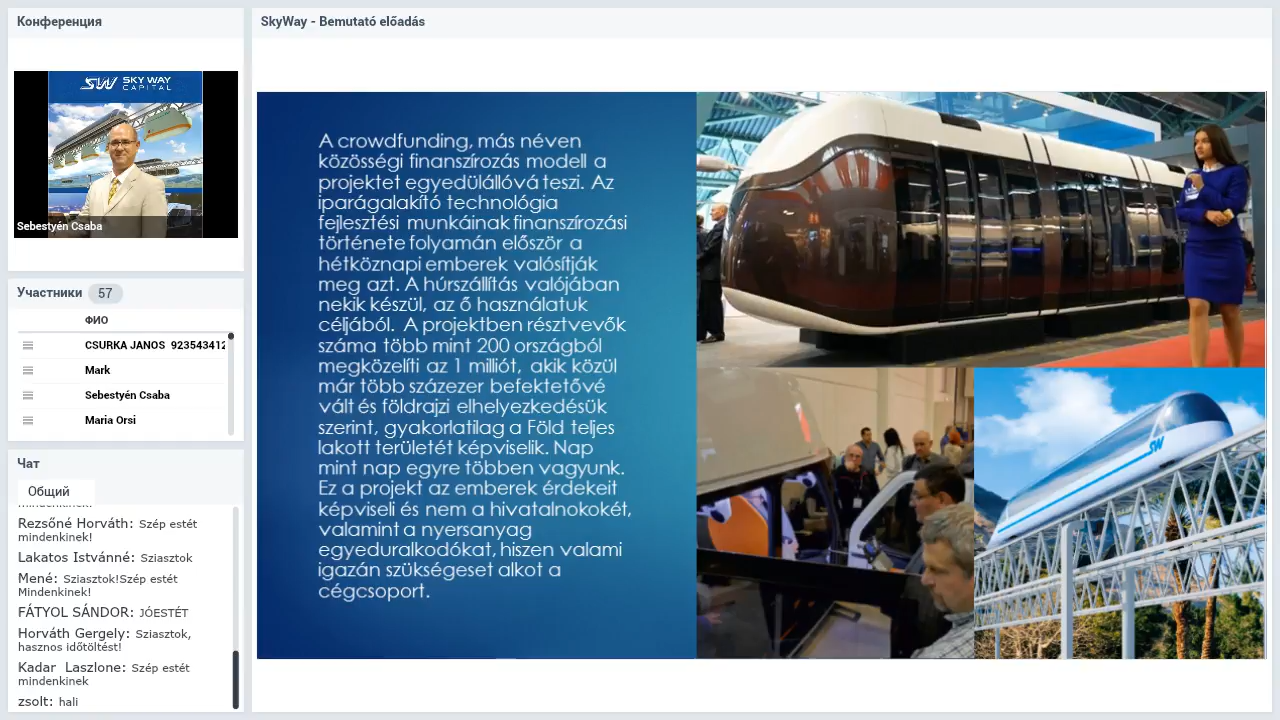 Конференция
SKY WAY
CAPITAL
Sebestyén Csaba
Участники 57
ФИО
CSURKA JANOS 923543412
Mark
Sebestyén Csaba
Maria Orsi
Чат
Общий
mindenkinek!
Rezsőné Horváth: Szép estét
mindenkinek!
Lakatos Istvánné: Sziasztok
Mené: Sziasztok!Szép estét
Mindenkinek!
FÁTYOL SÁNDOR: JÓESTÉT
Horváth Gergely: Sziasztok,
hasznos időtöltést!
Kadar Laszlone: Szép estét
mindenkinek
zsolt: hali
SkyWay - Bemutató előadás
A crowdfunding, más néven
közösségi finanszírozás modell a
projektet egyedülállóvá teszi. Az
iparágalakító technológia
fejlesztési munkáinak finanszírozási
története folyamán először a
hétköznapi emberek valósítják
meg azt. A húrszállítás valójában
nekik készül, az ő használatuk
céljából. A projektben résztvevők
száma több mint 200 országból
megközelíti az 1 milliót, akik közül
már több százezer befektetővé
vált és földrajzi elhelyezkedésük
szerint, gyakorlatilag a Föld teljes
lakott területét képviselik. Nap
mint nap egyre többen vagyunk.
Ez a projekt az emberek érdekeit
képviseli és nem a hivatalnokokét,
valamint a nyersanyag
egyeduralkodókat, hiszen valami
igazán szükségeset alkot a
cégcsoport.
SW